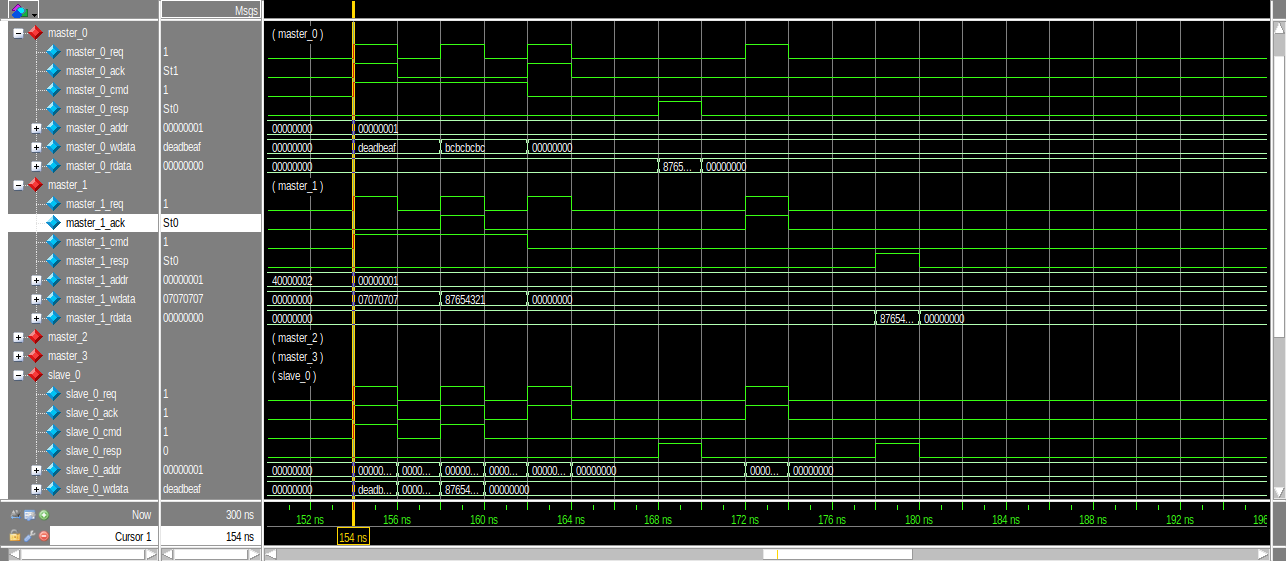 Msgs
master_0 ( master_0 )
master_0_req 1
master_0_ack St1
master_0_cmd 1
master_0_resp St0
master_0_addr 00000001 00000000 00000001
master_0_wdata deadbeaf 00000000 deadbeaf bcbcbcbc 00000000
master_0_rdata 00000000 00000000 8765... 00000000
master_1 ( master_1 )
master_1_req 1
master_1_ack St0
master_1_cmd 1
master_1_resp St0
master_1_addr 00000001 40000002 00000001
master_1_wdata 07070707 00000000 07070707 87654321 00000000
master_1_rdata 00000000 00000000 87654... 00000000
master_2 ( master_2 )
master_3 ( master_3 )
slave_0 ( slave_0 )
slave_0_req 1
slave_0_ack 1
slave_0_cmd 1
slave_0_resp 0
slave_0_addr 00000001 00000000 00000... 0000... 00000... 0000... 00000... 00000000 0000... 00000000
slave_0_wdata deadbeaf 00000000 deadb... 0000... 87654... 00000000
Now 300 ns 152 ns 156 ns 160 ns 164 ns 168 ns 172 ns 176 ns 180 ns 184 ns 188 ns 192 ns 196
Cursor 1 154 ns 154 ns